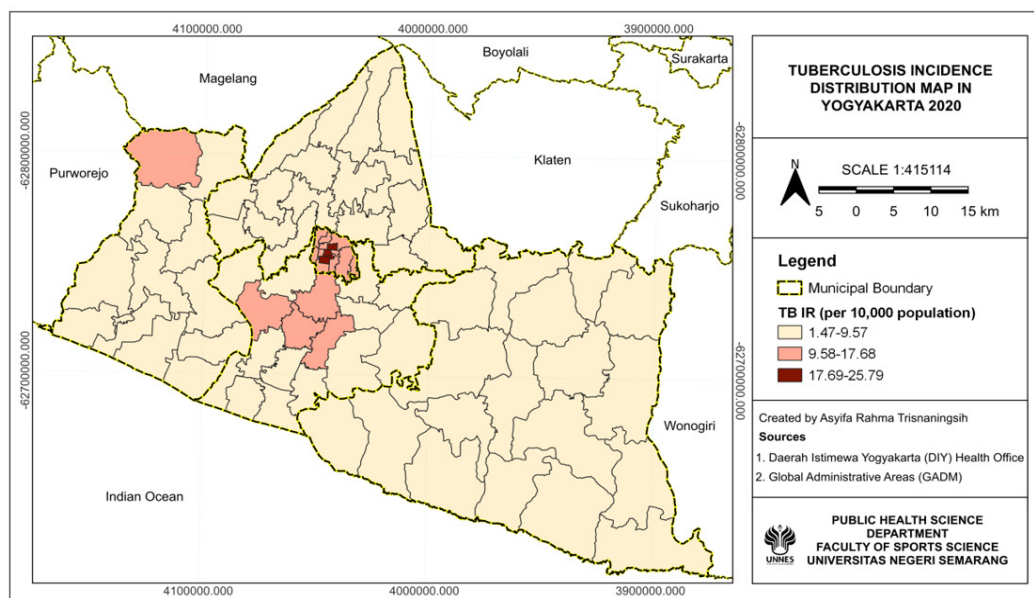 4100000.000
4000000.000
3900000.000
Boyolali
Surakarta
Magelang
Klaten
Purworejo
Sukoharjo
Wonogiri
Indian Ocean
-62800000.000
-62700000.000
-62800000.000
-62700000.000
4100000.000
4000000.000
3900000.000
TUBERCULOSIS INCIDENCE
DISTRIBUTION MAP IN
YOGYAKARTA 2020
N
SCALE 1:415114
5 0 5 10 15 km
Legend
Municipal Boundary
TB IR (per 10,000 population)
1.47-9.57
9.58-17.68
17.69-25.79
Created by Asyifa Rahma Trisnaningsih
Sources
1. Daerah Istimewa Yogyakarta (DIY) Health Office
2. Global Administrative Areas (GADM)
UNNES
PUBLIC HEALTH SCIENCE
DEPARTMENT
FACULTY OF SPORTS SCIENCE
UNIVERSITAS NEGERI SEMARANG